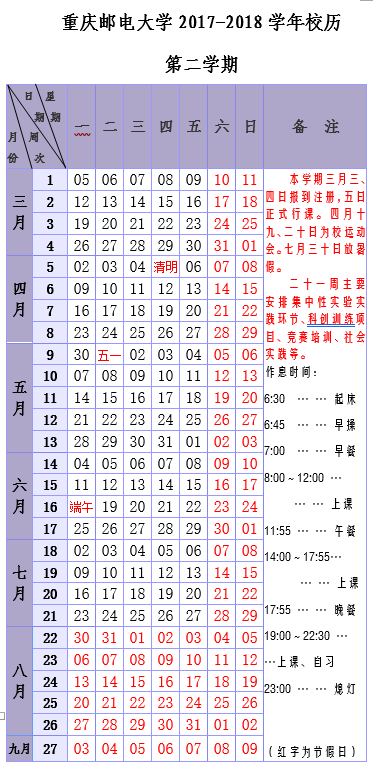 重庆邮电大学 2017-2018 学年校历
第二学期
日 星
期 期
月 周
份 次
一 二 三 四 五 六 日 备 注
三月
1 05 06 07 08 09 10 11
2 12 13 14 15 16 17 18
3 19 20 21 22 23 24 25
4 26 27 28 29 30 31 01
四月
5 02 03 04 清明 06 07 08
6 09 10 11 12 13 14 15
7 16 17 18 19 20 21 22
8 23 24 25 26 27 28 29
五月
9 30 五一 02 03 04 05 06
10 07 08 09 10 11 12 13
11 14 15 16 17 18 19 20
12 21 22 23 24 25 26 27
13 28 29 30 31 01 02 03
六月
14 04 05 06 07 08 09 10
15 11 12 13 14 15 16 17
16 端午 19 20 21 22 23 24
17 25 26 27 28 29 30 01
七月
18 02 03 04 05 06 07 08
19 09 10 11 12 13 14 15
20 16 17 18 19 20 21 22
21 23 24 25 26 27 28 29
八月
22 30 31 01 02 03 04 05
23 06 07 08 09 10 11 12
24 13 14 15 16 17 18 19
25 20 21 22 23 24 25 26
26 27 28 29 30 31 01 02
九月 27 03 04 05 06 07 08 09
本学期三月三、
四日报到注册,五日
正式行课。四月十
九、二十日为校运动
会。七月三十日放暑
假。
二十一周主要
安排集中性实验实
践环节、科创训练项
目、竞赛培训、社会
实践等。
作息时间:
6:30 … … 起床
6:45 … … 早操
7:00 … … 早餐
8:00 ~ 12:00 …
… … 上课
11:55 … … 午餐
14:00 ~ 17:55…
… … 上课
17:55 … … 晚餐
19:00 ~ 22:30 …
…上课、自习
23:00 … … 熄灯
(红字为节假日)